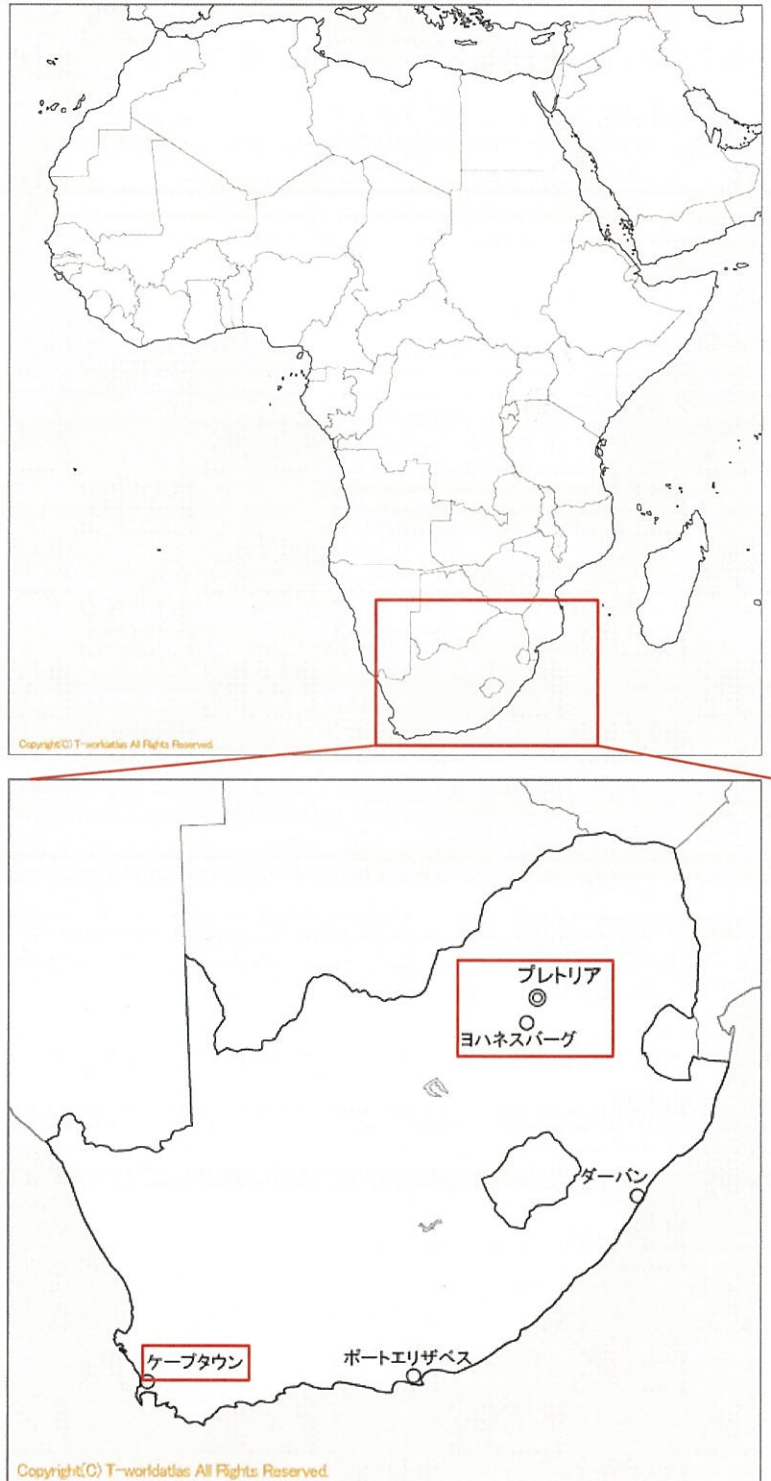 Copyright(C) T-worldatlas All Rights Reserved.
プレトリア
ヨハネスバーグ
ダーバン
ケープタウン
ポートエリザベス
Copyright(C) T-worldatlas All Rights Reserved.